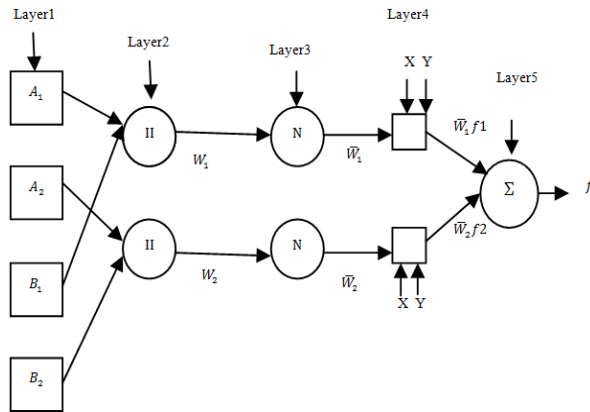 Layer1
Layer2
Layer3
Layer4
Layer5
X Y
A₁
II
N
W₁
W̅₁
W̅₁f1
A₂
Σ
f
II
N
W₂
W̅₂
W̅₂f2
B₁
X Y
B₂